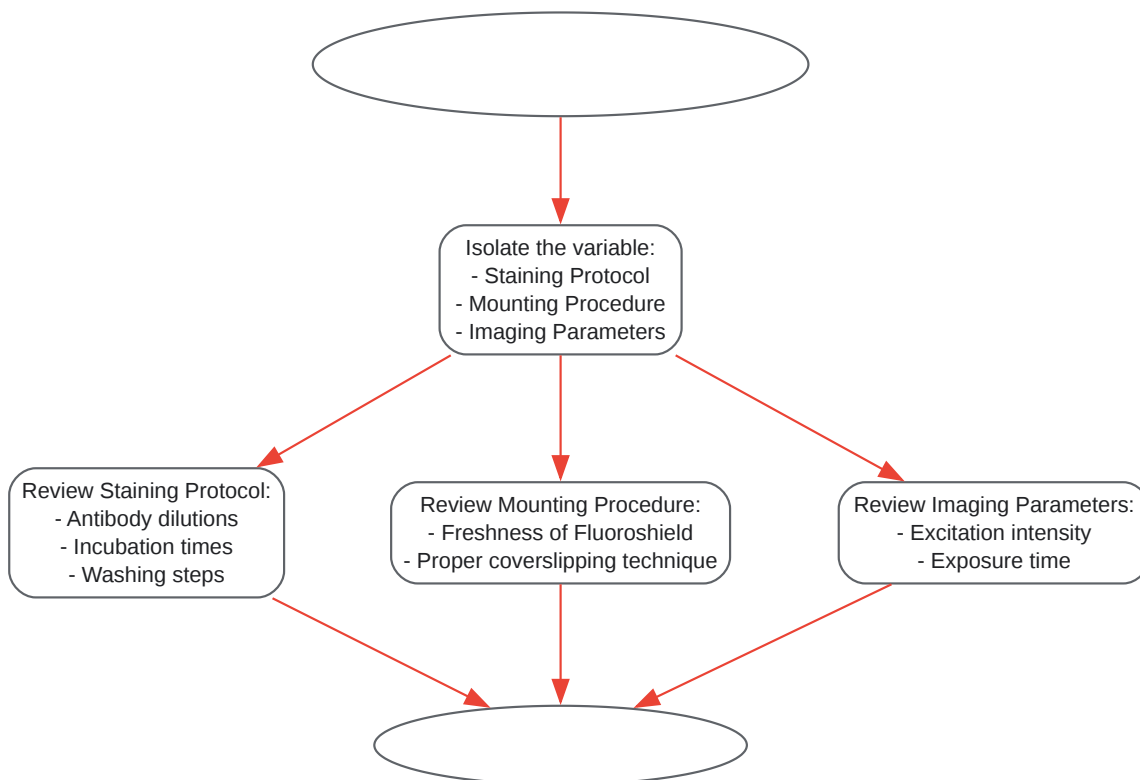 Isolate the variable:
- Staining Protocol
- Mounting Procedure
- Imaging Parameters
Review Staining Protocol:
- Antibody dilutions
- Incubation times
- Washing steps
Review Mounting Procedure:
- Freshness of Fluoroshield
- Proper coverslipping technique
Review Imaging Parameters:
- Excitation intensity
- Exposure time